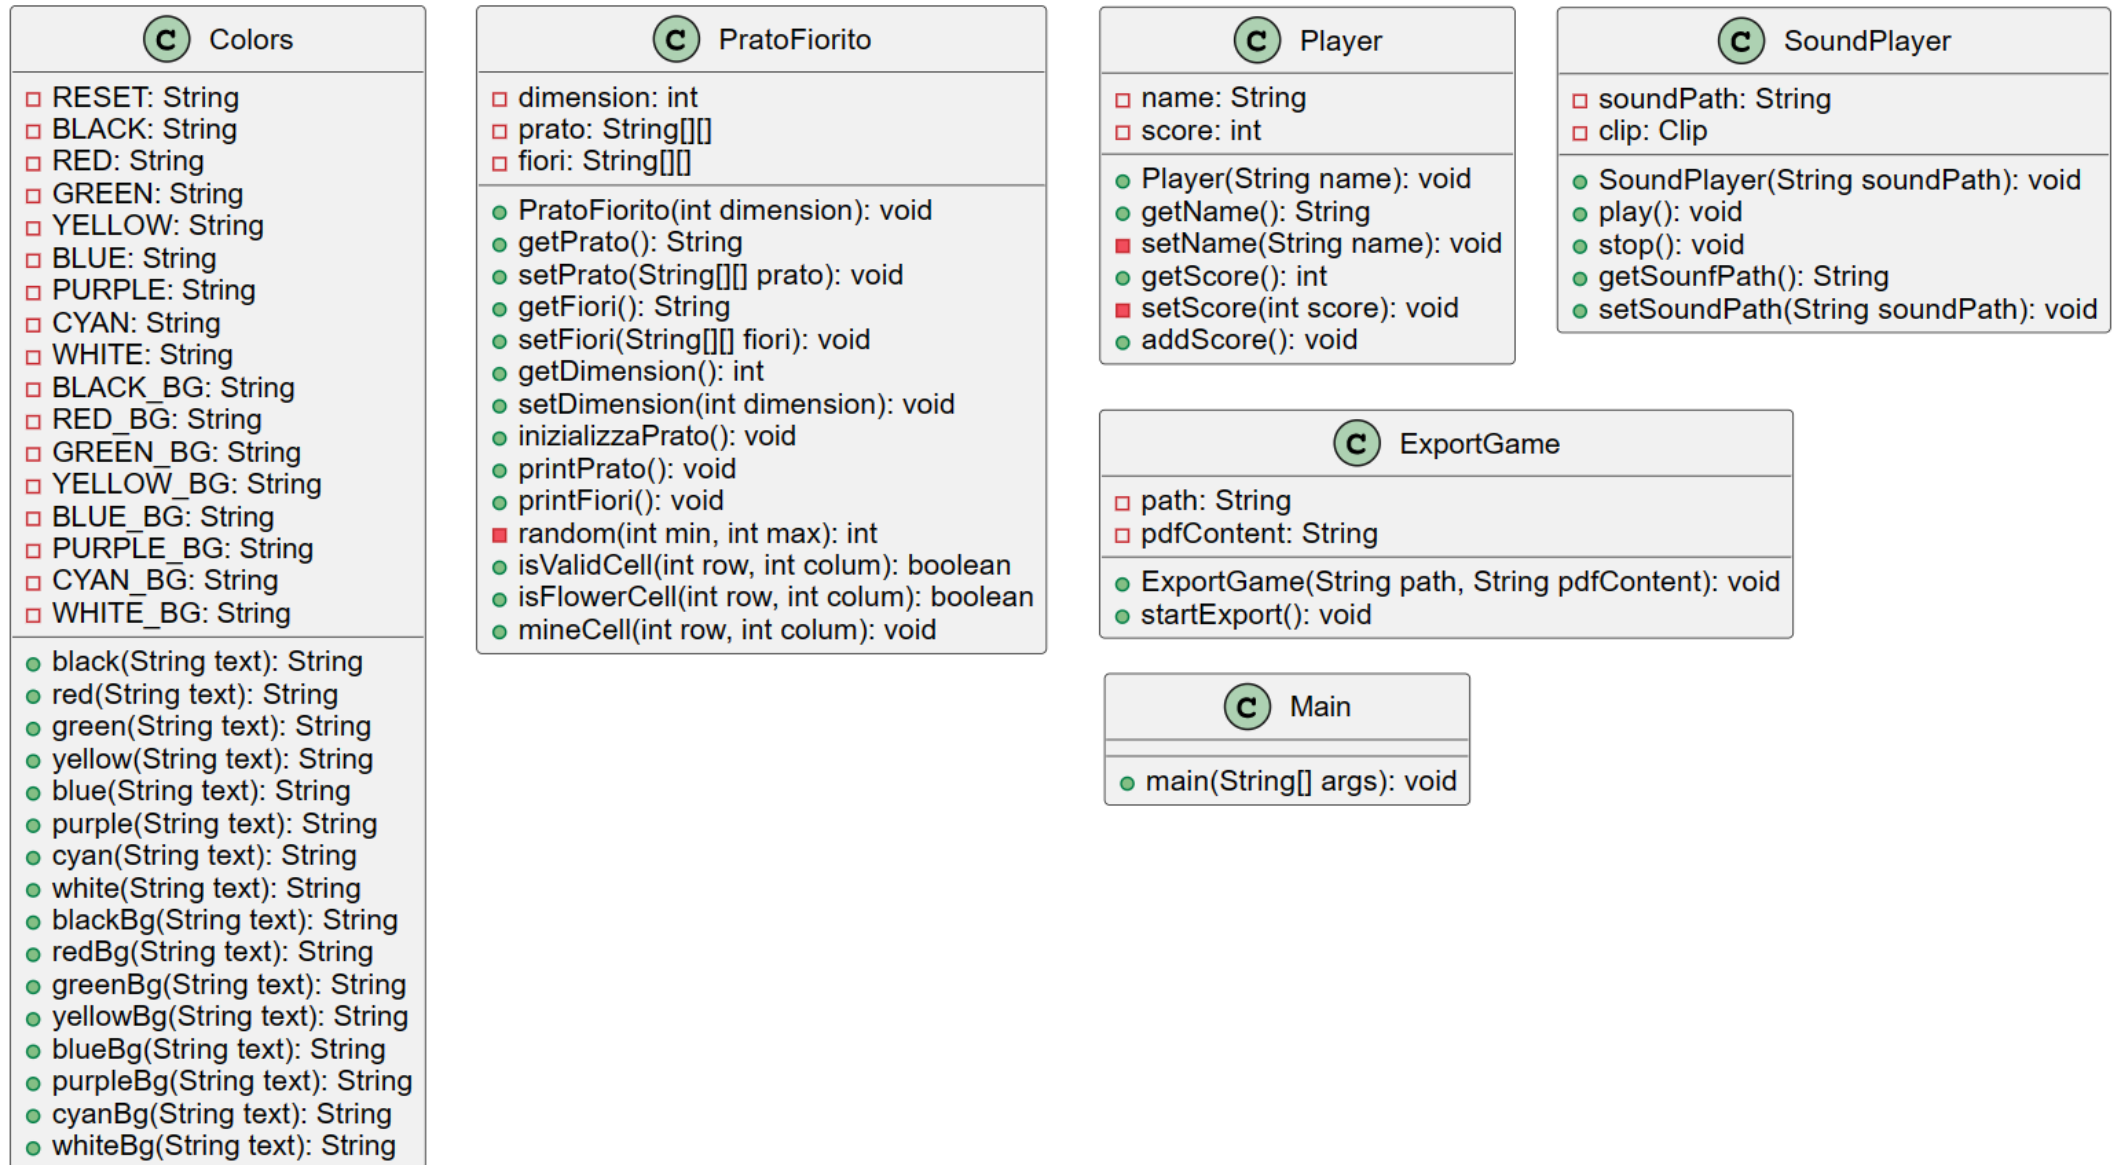 C Colors
RESET: String
BLACK: String
RED: String
GREEN: String
YELLOW: String
BLUE: String
PURPLE: String
CYAN: String
WHITE: String
BLACK_BG: String
RED_BG: String
GREEN_BG: String
YELLOW_BG: String
BLUE_BG: String
PURPLE_BG: String
CYAN_BG: String
WHITE_BG: String
black(String text): String
red(String text): String
green(String text): String
yellow(String text): String
blue(String text): String
purple(String text): String
cyan(String text): String
white(String text): String
blackBg(String text): String
redBg(String text): String
greenBg(String text): String
yellowBg(String text): String
blueBg(String text): String
purpleBg(String text): String
cyanBg(String text): String
whiteBg(String text): String
C PratoFiorito
dimension: int
prato: String[][]
fiori: String[][]
PratoFiorito(int dimension): void
getPrato(): String
setPrato(String[][] prato): void
getFiori(): String
setFiori(String[][] fiori): void
getDimension(): int
setDimension(int dimension): void
inizializzaPrato(): void
printPrato(): void
printFiori(): void
random(int min, int max): int
isValidCell(int row, int colum): boolean
isFlowerCell(int row, int colum): boolean
mineCell(int row, int colum): void
C Player
name: String
score: int
Player(String name): void
getName(): String
setName(String name): void
getScore(): int
setScore(int score): void
addScore(): void
C SoundPlayer
soundPath: String
clip: Clip
SoundPlayer(String soundPath): void
play(): void
stop(): void
getSounfPath(): String
setSoundPath(String soundPath): void
C ExportGame
path: String
pdfContent: String
ExportGame(String path, String pdfContent): void
startExport(): void
C Main
main(String[] args): void